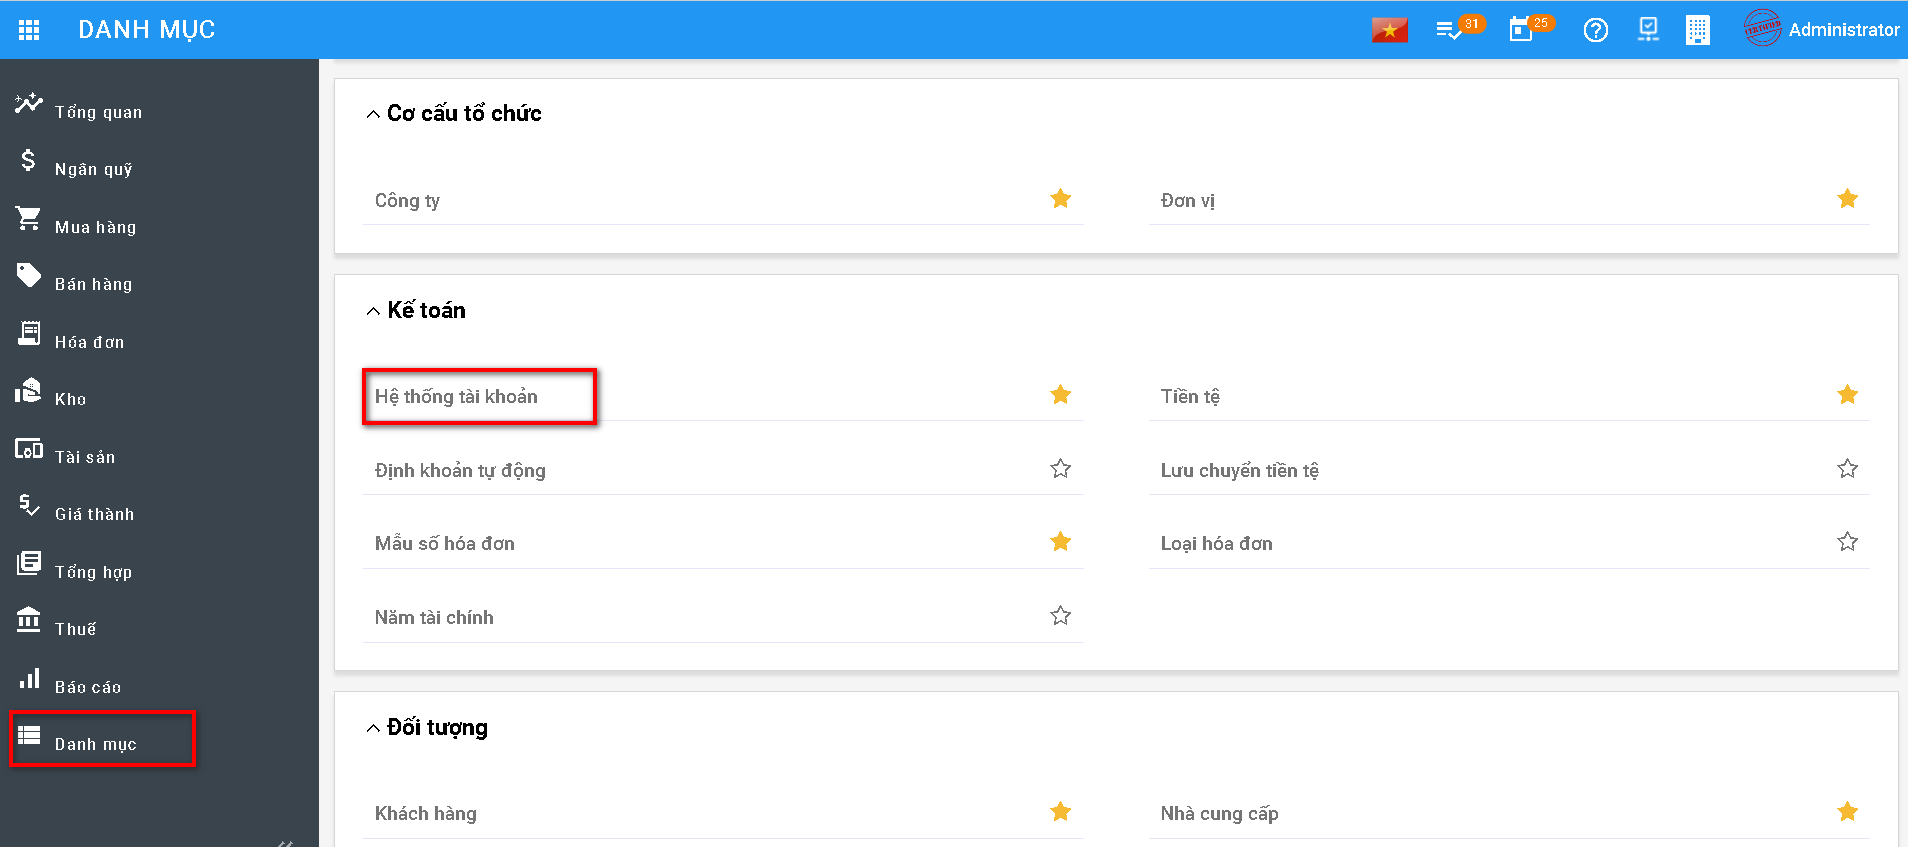 DANH MỤC
31
25
CERTIFIED
Administrator
Tổng quan
Ngân quỹ
Mua hàng
Bán hàng
Hóa đơn
Kho
Tài sản
Giá thành
Tổng hợp
Thuế
Báo cáo
Danh mục
Cơ cấu tổ chức
Công ty
Đơn vị
Kế toán
Hệ thống tài khoản
Tiền tệ
Định khoản tự động
Lưu chuyển tiền tệ
Mẫu số hóa đơn
Loại hóa đơn
Năm tài chính
Đối tượng
Khách hàng
Nhà cung cấp